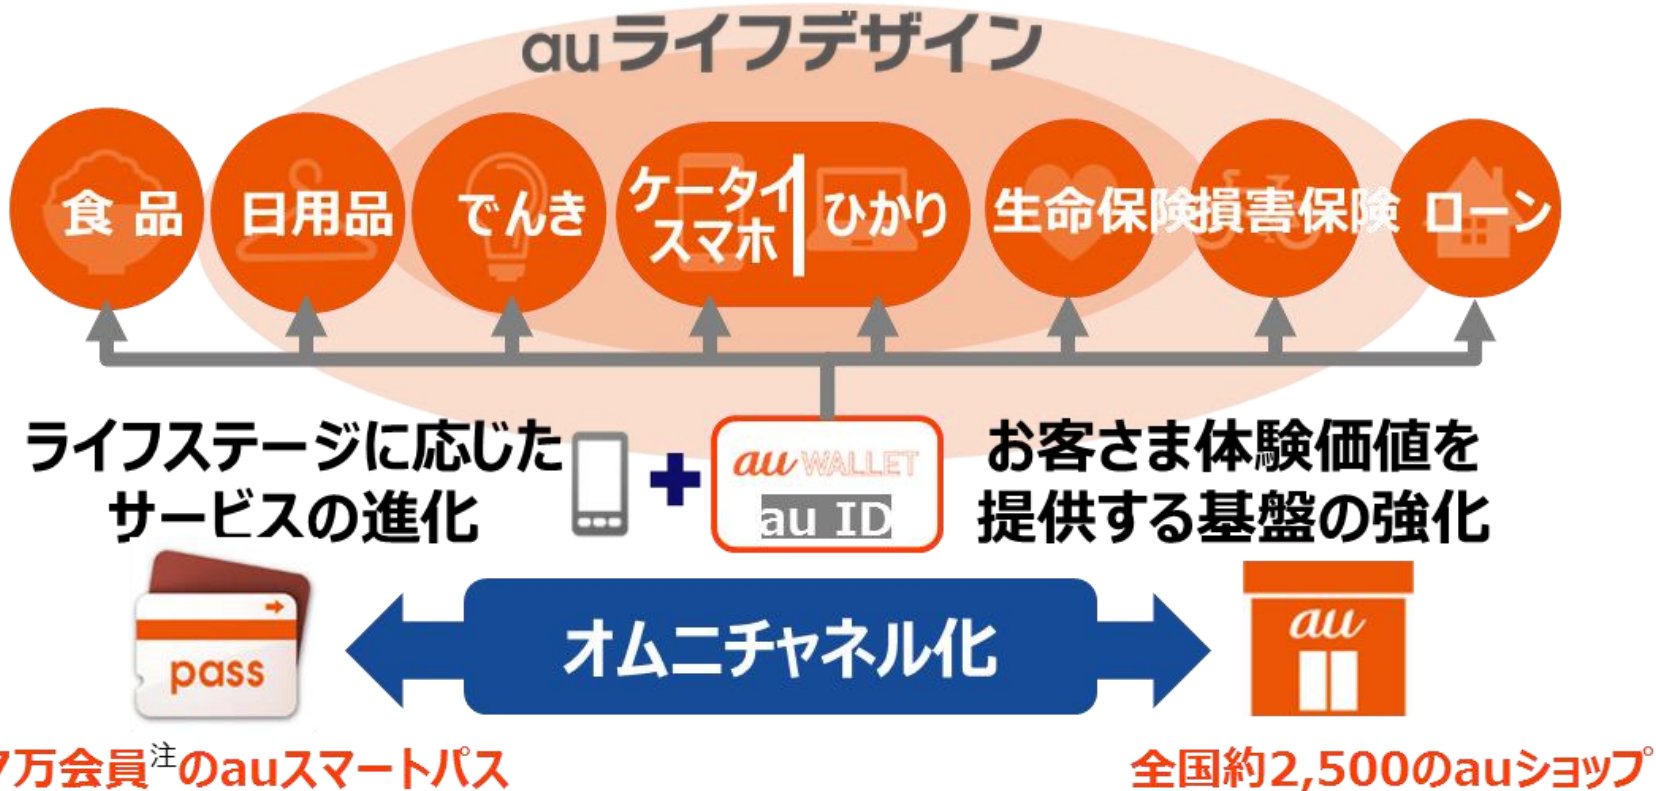 auライフデザイン
食 品
日用品
でんき
ケータイ
スマホ
ひかり
生命保険
損害保険
ローン
ライフステージに応じた
サービスの進化
au WALLET
au ID
お客さま体験価値を
提供する基盤の強化
pass
オムニチャネル化
au
7万会員注のauスマートパス
全国約2,500のauショップ